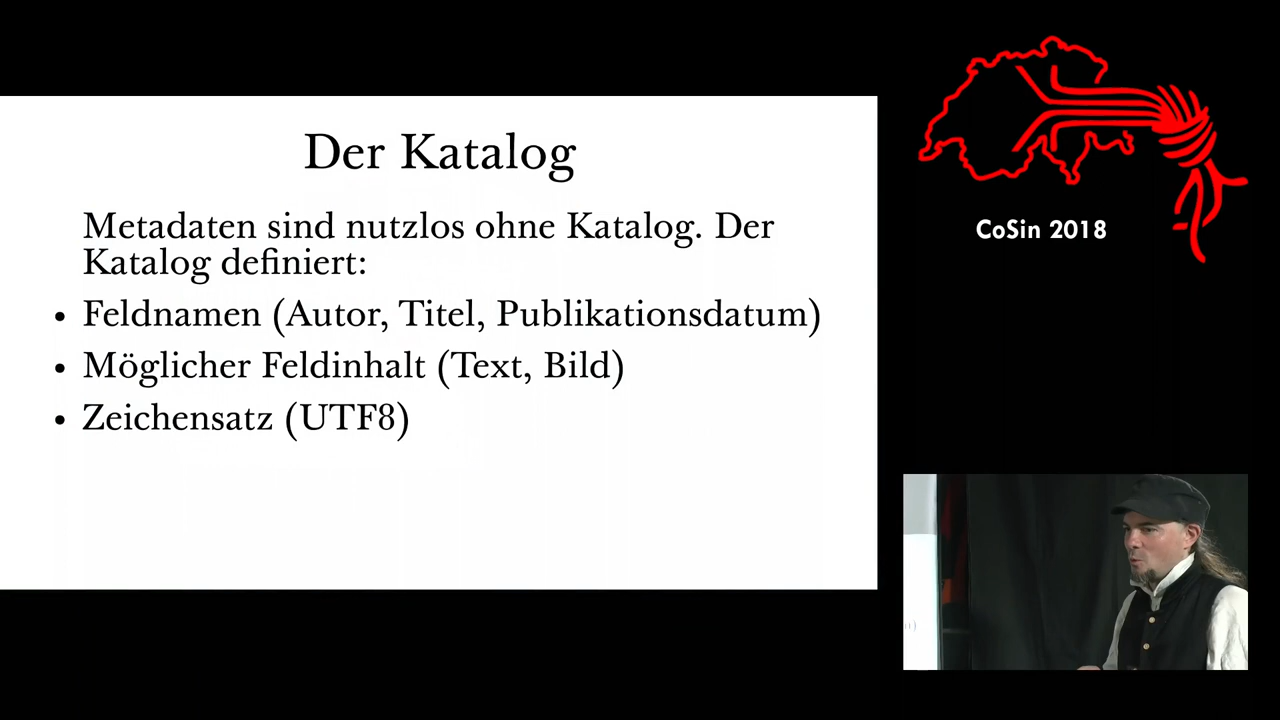 Der Katalog
Metadaten sind nutzlos ohne Katalog. Der
Katalog definiert:
• Feldnamen (Autor, Titel, Publikationsdatum)
• Möglicher Feldinhalt (Text, Bild)
• Zeichensatz (UTF8)
CoSin 2018